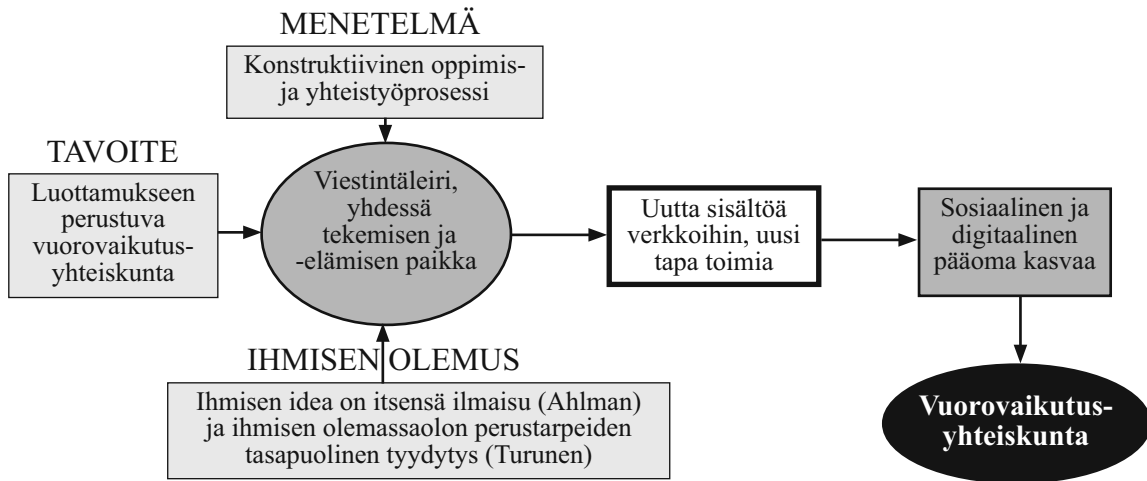 MENETELMÄ
Konstruktiivinen oppimis-
ja yhteistyöprosessi
TAVOITE
Luottamukseen
perustuva
vuorovaikutus-
yhteiskunta
Viestintäleiri,
yhdessä
tekemisen ja
-elämisen paikka
Uutta sisältöä
verkkoihin, uusi
tapa toimia
Sosiaalinen ja
digitaalinen
pääoma kasvaa
IHMISEN OLEMUS
Ihmisen idea on itsensä ilmaisu (Ahlman)
ja ihmisen olemassaolon perustarpeiden
tasapuolinen tyydytys (Turunen)
Vuorovaikutus-
yhteiskunta